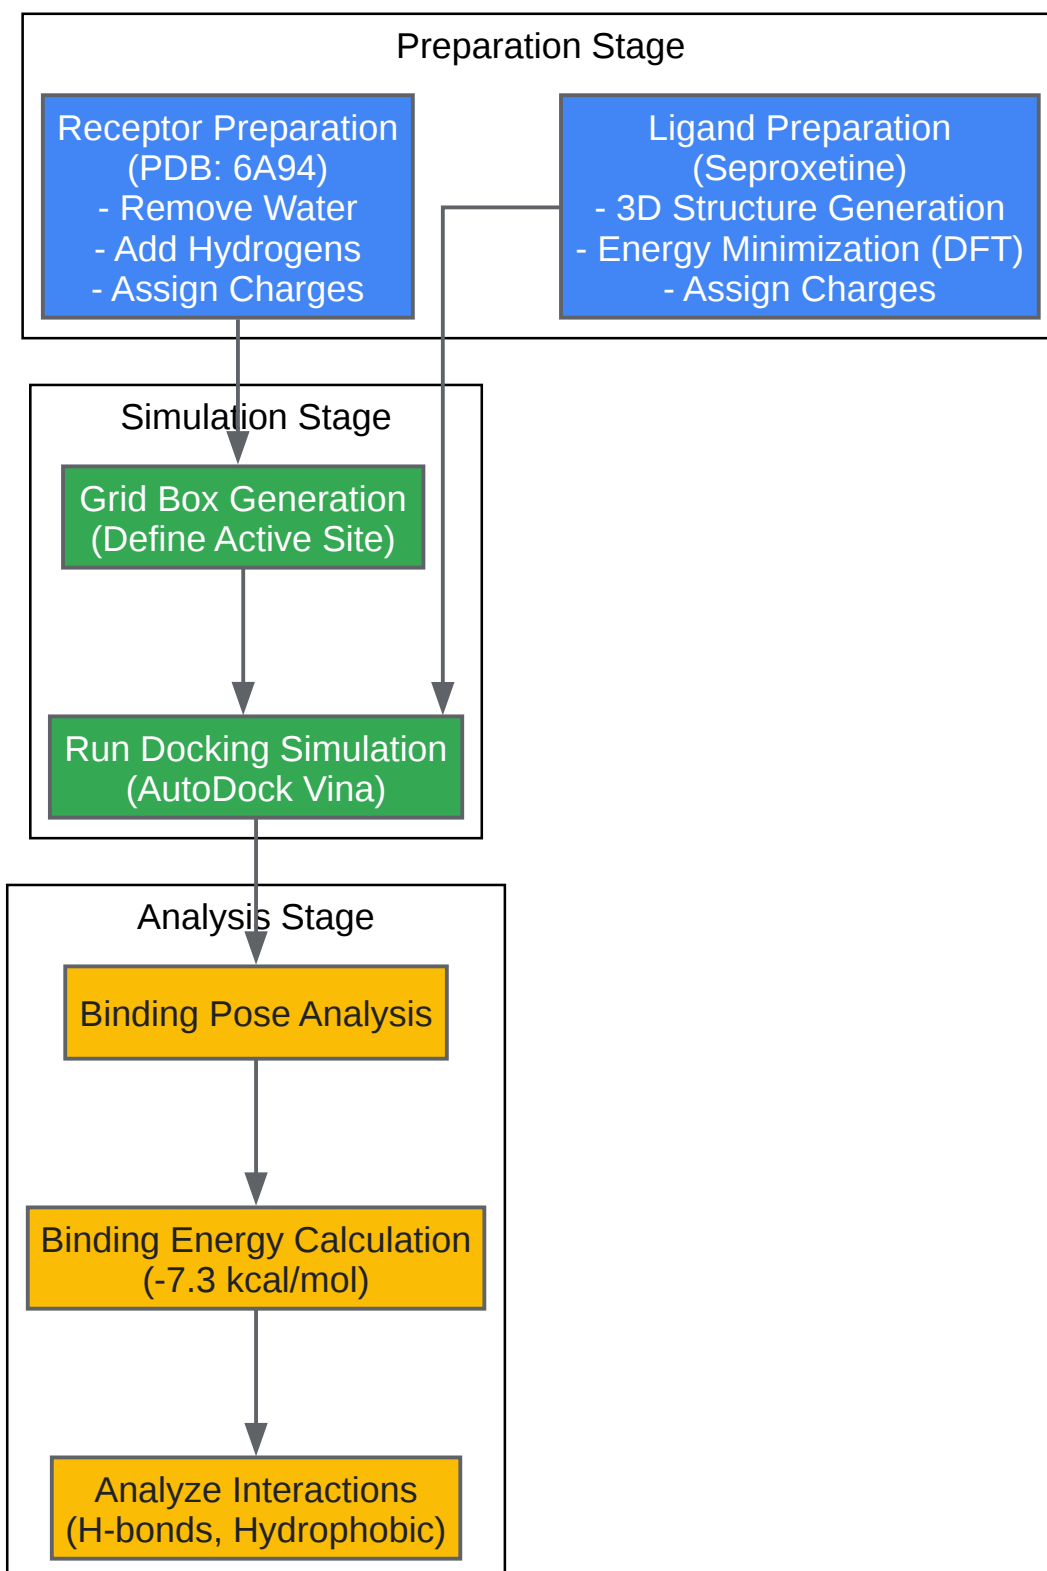 Preparation Stage
Receptor Preparation
(PDB: 6A94)
- Remove Water
- Add Hydrogens
- Assign Charges
Ligand Preparation
(Seproxetine)
- 3D Structure Generation
- Energy Minimization (DFT)
- Assign Charges
Simulation Stage
Grid Box Generation
(Define Active Site)
Run Docking Simulation
(AutoDock Vina)
Analysis Stage
Binding Pose Analysis
Binding Energy Calculation
(-7.3 kcal/mol)
Analyze Interactions
(H-bonds, Hydrophobic)